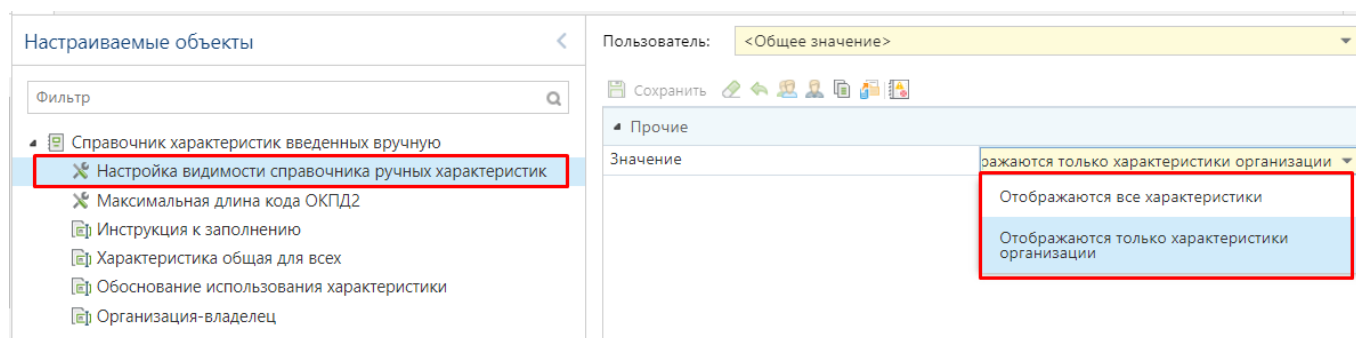 Настраиваемые объекты
Фильтр
Справочник характеристик введенных вручную
Настройка видимости справочника ручных характеристик
Максимальная длина кода ОКПД2
Инструкция к заполнению
Характеристика общая для всех
Обоснование использования характеристики
Организация-владелец
Пользователь: <Общее значение>
Сохранить
Прочие
Значение ражаются только характеристики организации
Отображаются все характеристики
Отображаются только характеристики
организации